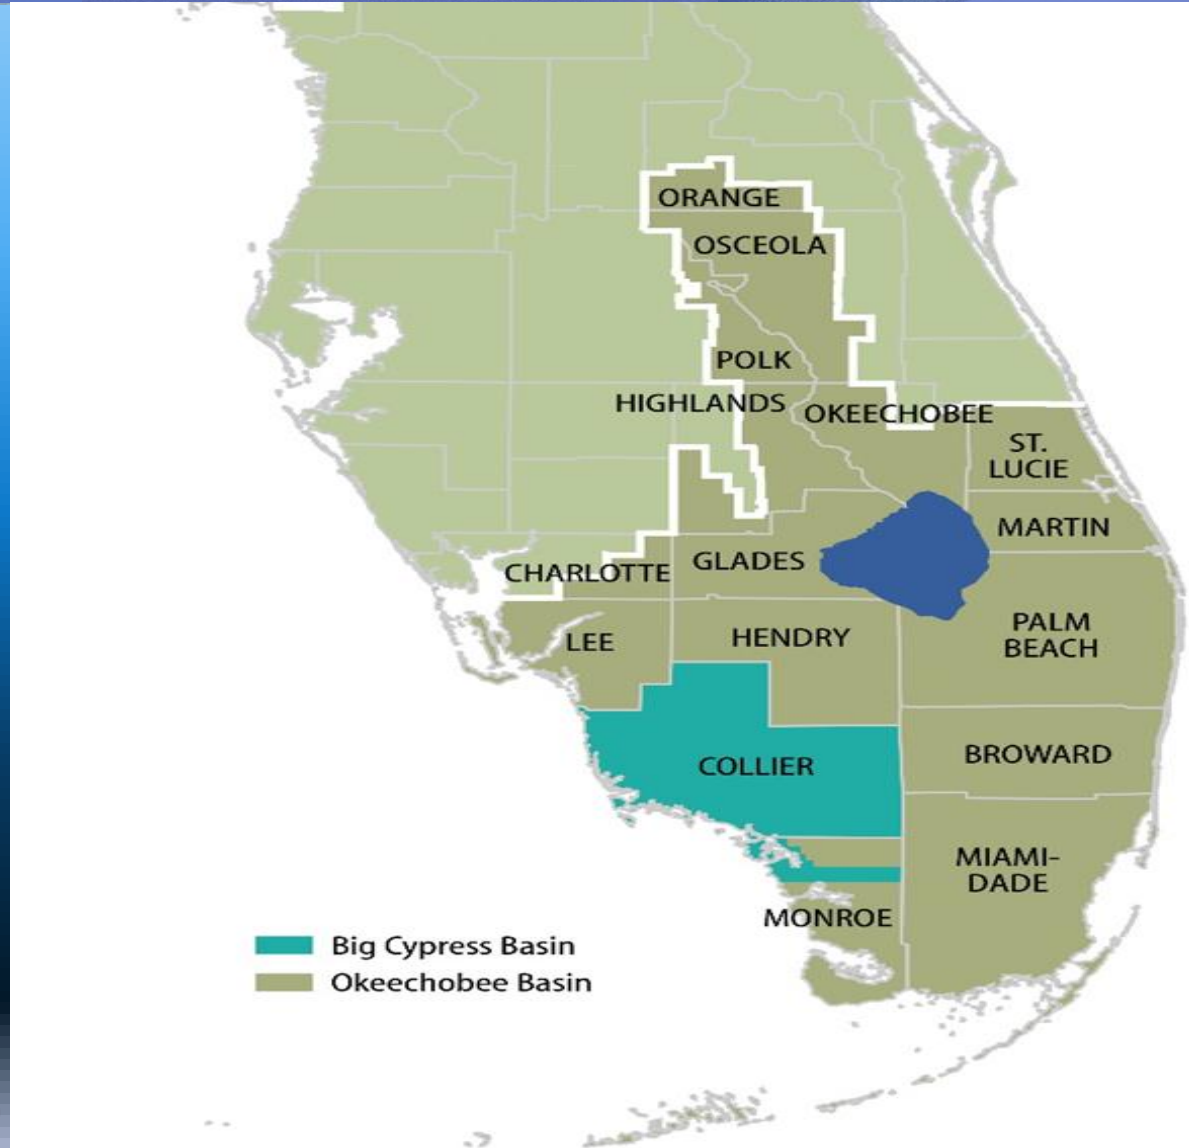 ORANGE
OSCEOLA
POLK
HIGHLANDS
OKEECHOBEE
ST.
LUCIE
MARTIN
CHARLOTTE
GLADES
PALM
BEACH
LEE
HENDRY
BROWARD
COLLIER
MIAMI-
DADE
MONROE
Big Cypress Basin
Okeechobee Basin